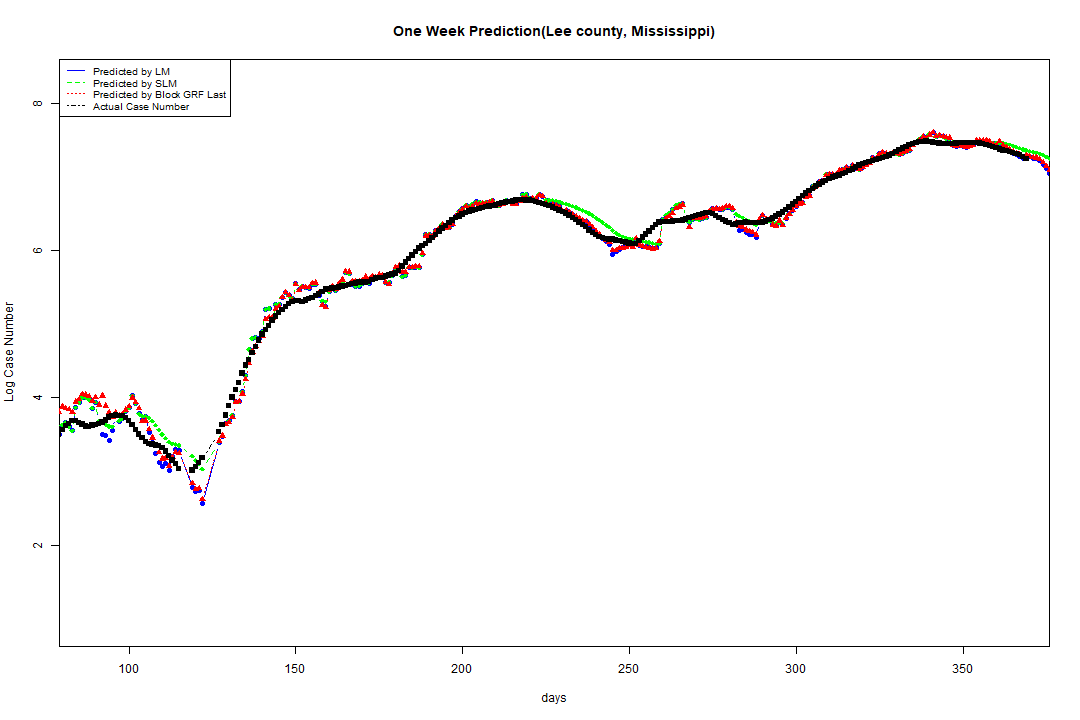 One Week Prediction(Lee county, Mississippi)
Predicted by LM
Predicted by SLM
Predicted by Block GRF Last
Actual Case Number
8
6
4
2
Log Case Number
100 150 200 250 300 350
days